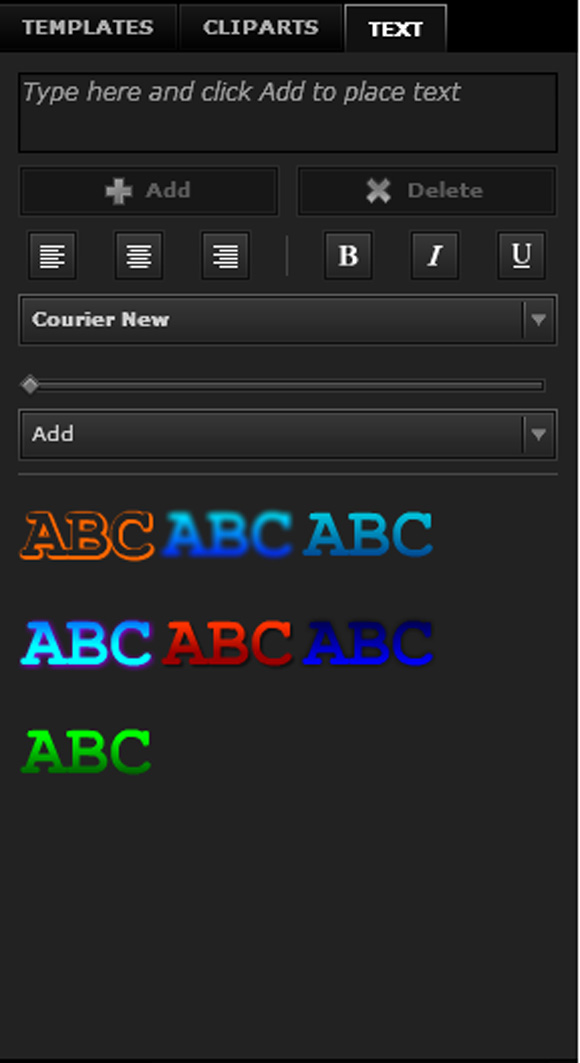 TEMPLATES CLIPARTS TEXT
Type here and click Add to place text
Add Delete
B I U
Courier New
Add
ABC ABC ABC
ABC ABC ABC
ABC